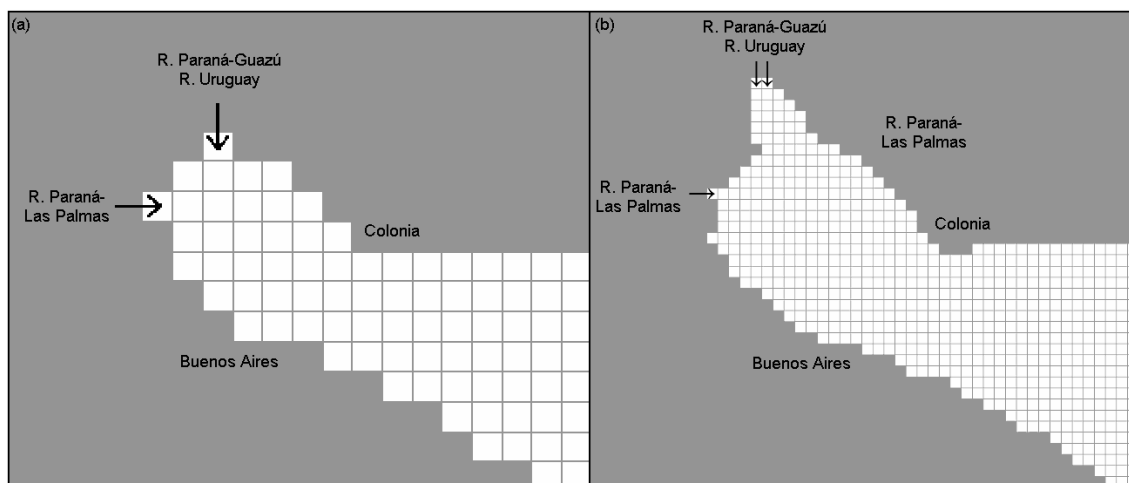 (a)
R. Paraná-Guazú
R. Uruguay
R. Paraná-
Las Palmas
Colonia
Buenos Aires
(b)
R. Paraná-Guazú
R. Uruguay
R. Paraná-
Las Palmas
R. Paraná-
Las Palmas
Colonia
Buenos Aires